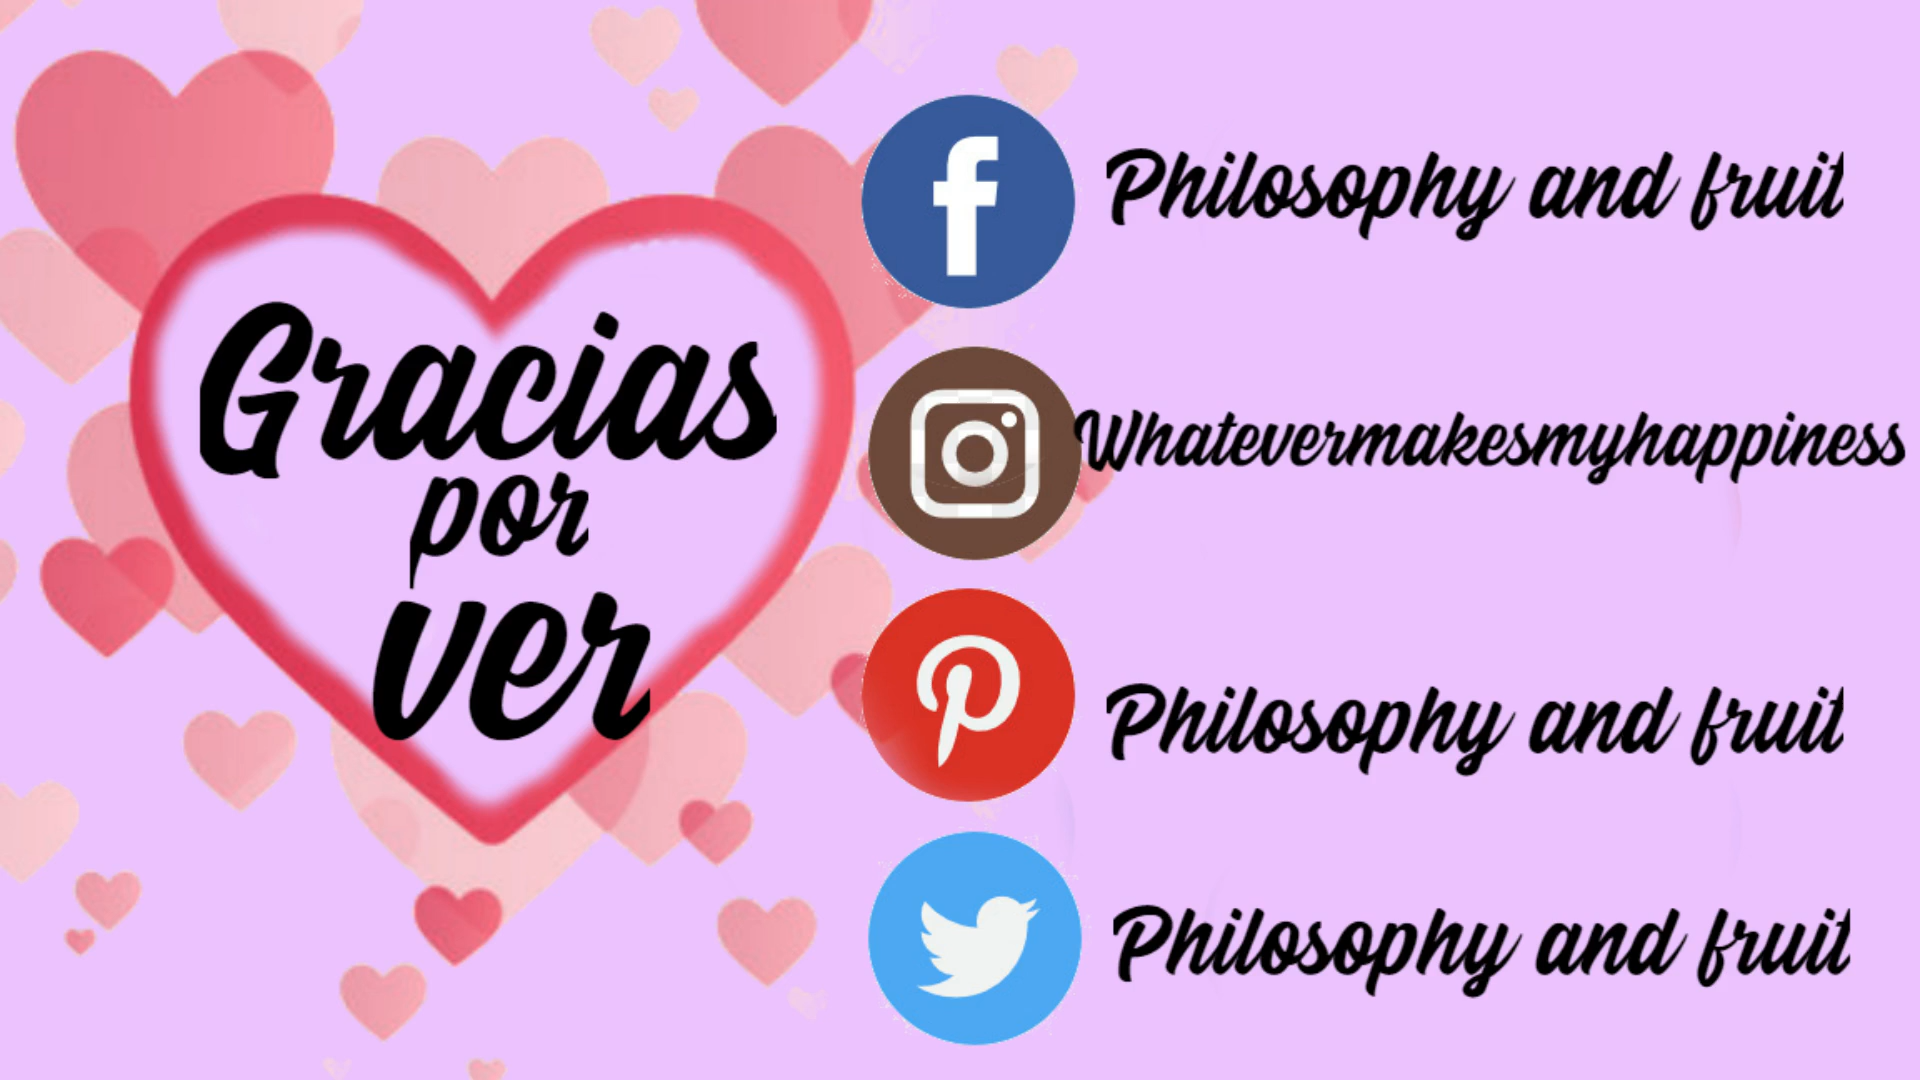 Gracias
por
ver
Philosophy and fruit
Whatevermakesmyhappiness
Philosophy and fruit
Philosophy and fruit